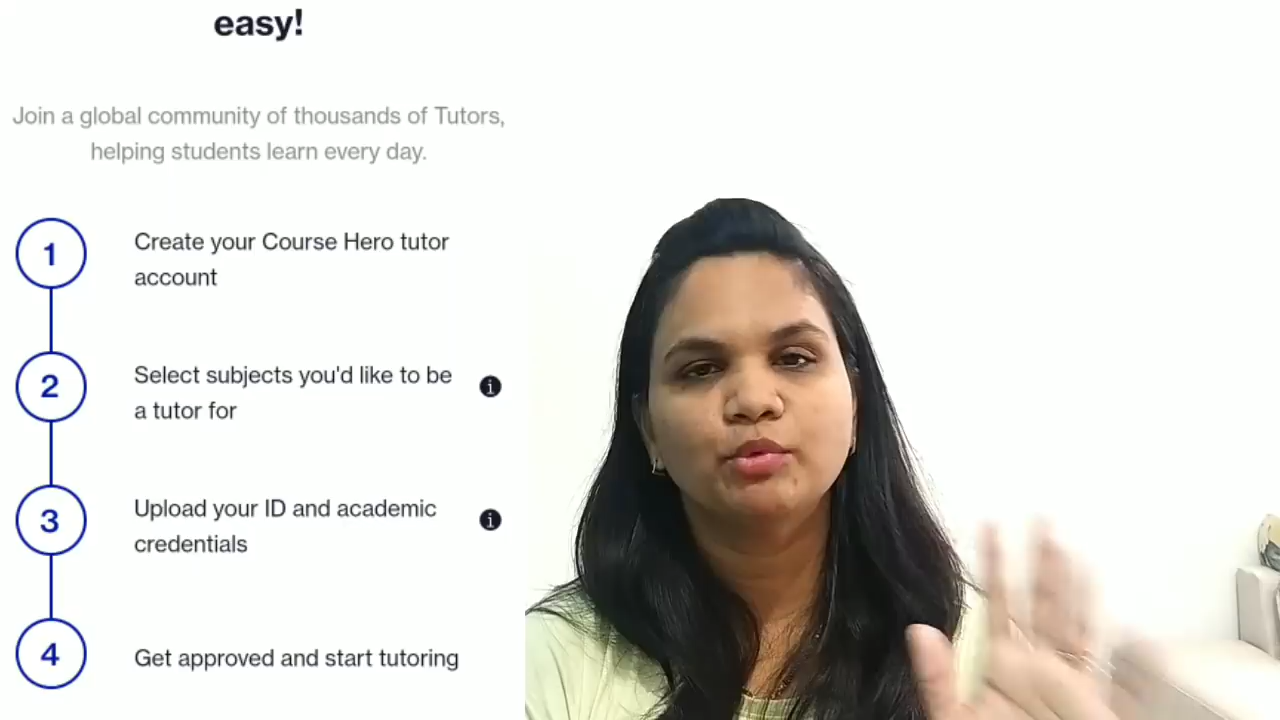 easy!
Join a global community of thousands of Tutors,
helping students learn every day.
1
Create your Course Hero tutor
account
2
Select subjects you'd like to be
a tutor for
3
Upload your ID and academic
credentials
4
Get approved and start tutoring